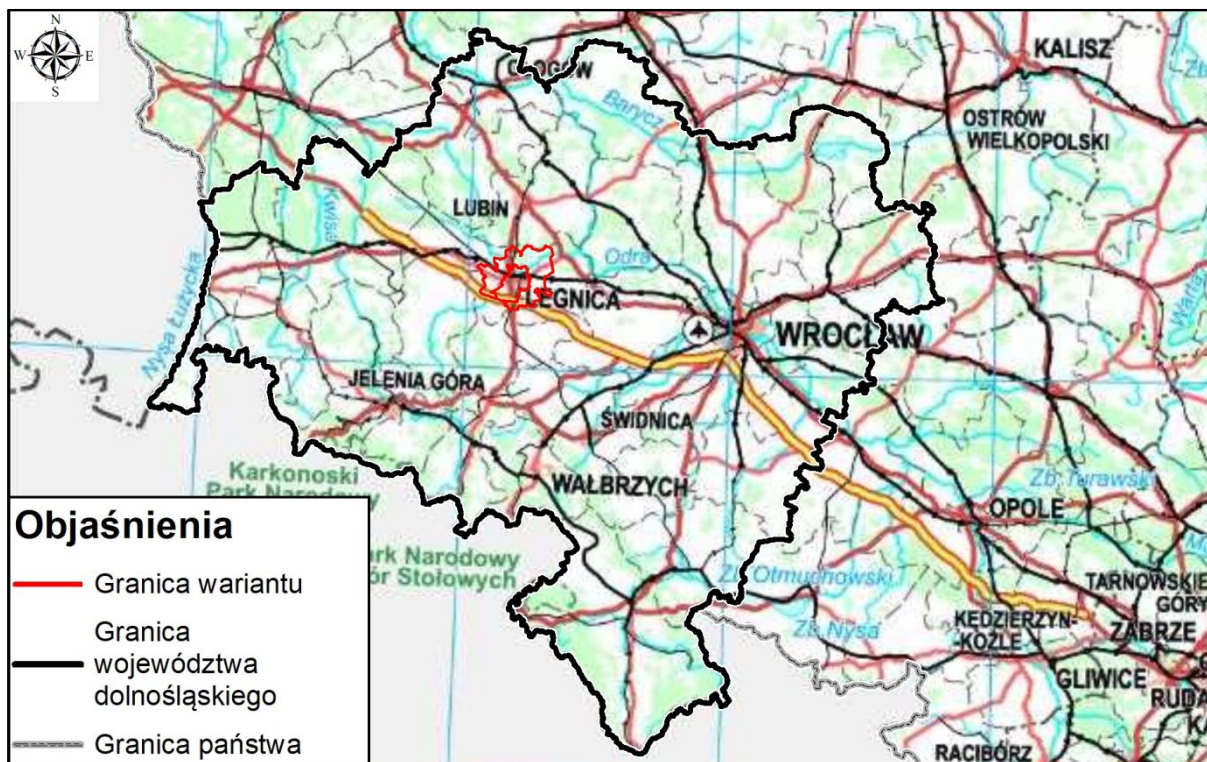 N
W
E
S
GŁOGÓW
Barycz
KALISZ
OSTRÓW
WIELKOPOLSKI
Kwisa
LUBIN
Odra
LEGNICA
WROCŁAW
Warta
Nysa Łużycka
JELENIA GÓRA
ŚWIDNICA
WAŁBRZYCH
Karkonoski
Park Narodowy
Park Narodowy
Gór Stołowych
Zb. Turawski
OPOLE
Zb. Otmuchowski
Zb. Nysa
TARNOWSKIE
GÓRY
KĘDZIERZYN-
KOŹLE
ZABRZE
GLIWICE
RUDA
RACIBÓRZ
Objaśnienia
Granica wariantu
Granica
województwa
dolnośląskiego
Granica państwa